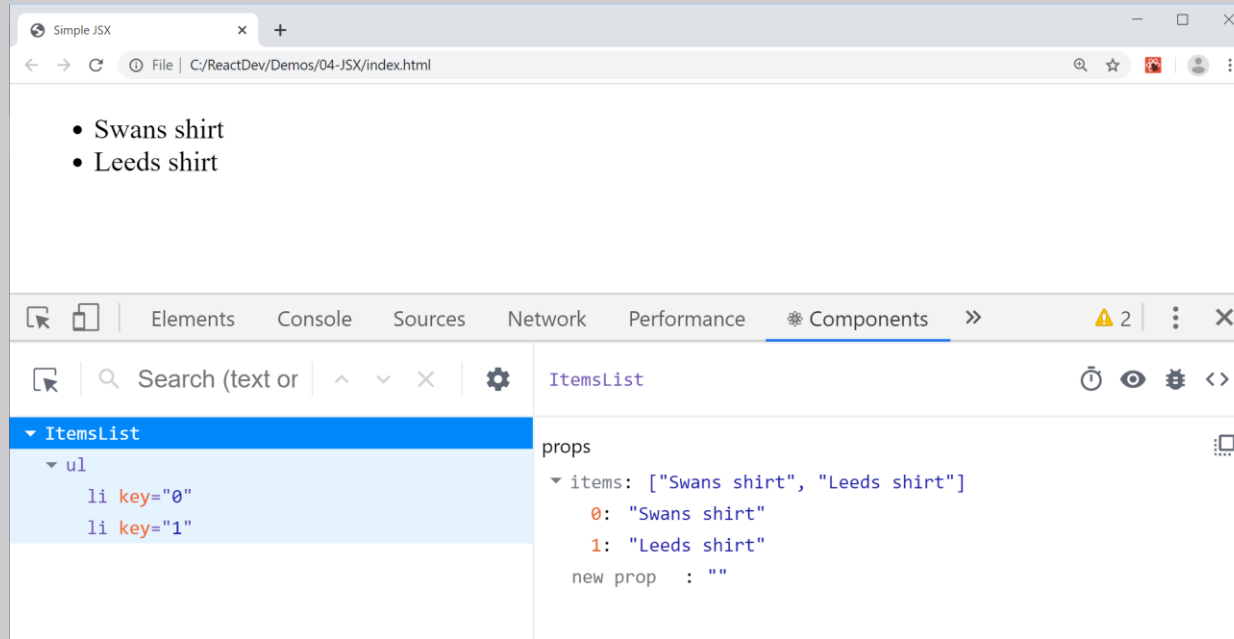 Simple JSX
File | C:/ReactDev/Demos/04-JSX/index.html
• Swans shirt
• Leeds shirt
Elements Console Sources Network Performance Components 2
Search (text or
ItemsList
ItemsList
ul
li key="0"
li key="1"
props
items: ["Swans shirt", "Leeds shirt"]
0: "Swans shirt"
1: "Leeds shirt"
new prop : ""